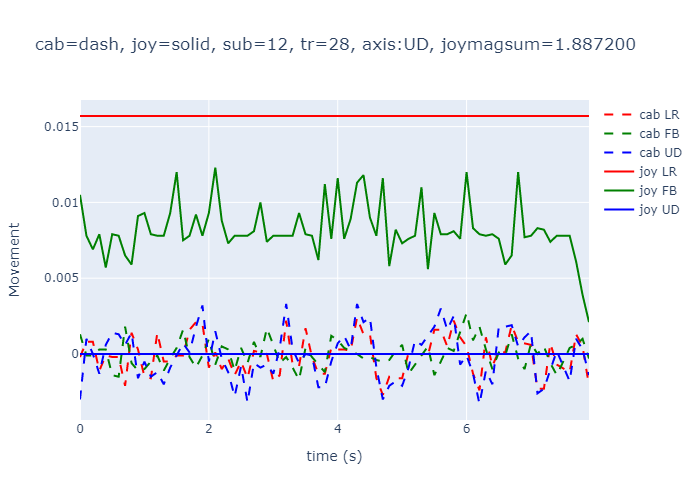 cab=dash, joy=solid, sub=12, tr=28, axis:UD, joymagsum=1.887200
0.015
0.01
0.005
0
0
2
4
6
Movement
time (s)
cab LR
cab FB
cab UD
joy LR
joy FB
joy UD